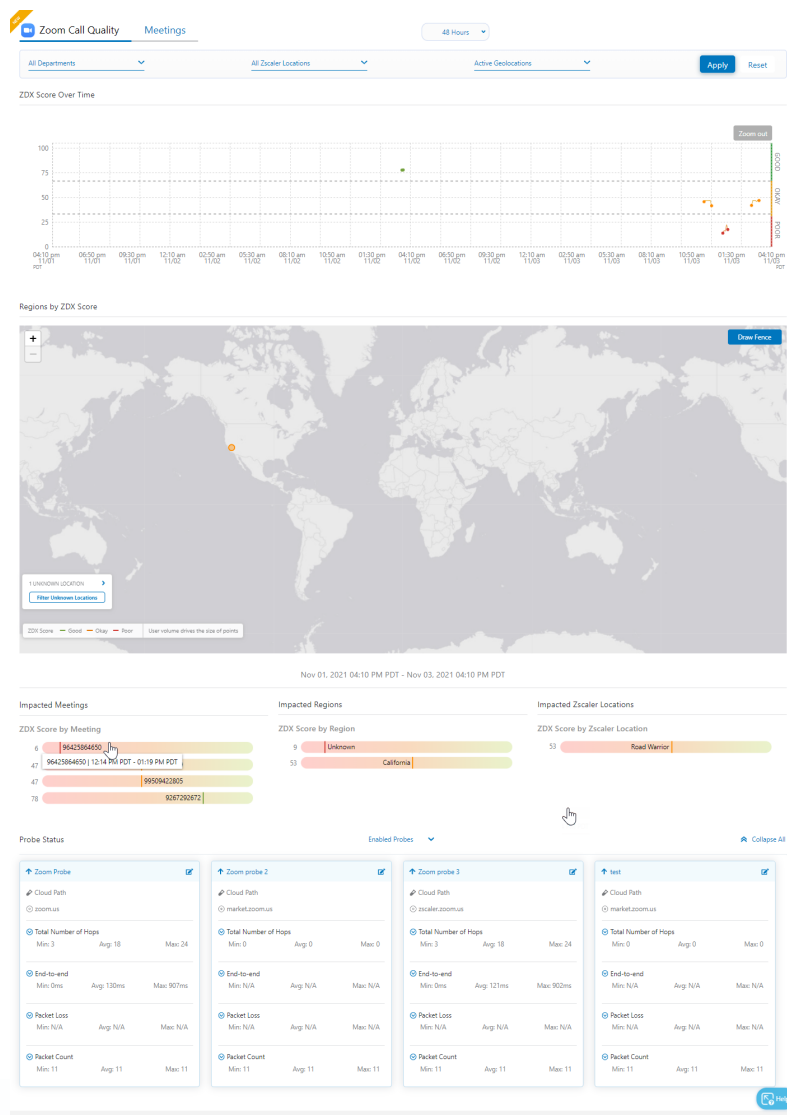 New
Zoom Call Quality Meetings 48 Hours
All Departments All Zscaler Locations Active Geolocations Apply Reset
ZDX Score Over Time
Zoom out
100
75
50
25
0
GOOD
OKAY
POOR
04:10 pm 06:50 pm 09:30 pm 12:10 am 02:50 am 05:30 am 08:10 am 10:50 am 01:30 pm 04:10 pm 06:50 pm 09:30 pm 12:10 am 02:50 am 05:30 am 08:10 am 10:50 am 01:30 pm 04:10 pm
11/01 11/01 11/01 11/02 11/02 11/02 11/02 11/02 11/02 11/02 11/02 11/02 11/03 11/03 11/03 11/03 11/03 11/03 11/03
PDT PDT
Regions by ZDX Score
+
−
Draw Fence
1 UNKNOWN LOCATION
Filter Unknown Locations
ZDX Score Good Okay Poor User volume drives the size of points
Nov 01, 2021 04:10 PM PDT - Nov 03, 2021 04:10 PM PDT
Impacted Meetings
ZDX Score by Meeting
6 96425864650
96425864650 | 12:14 PM PDT - 01:19 PM PDT
47
47 99509422805
78 9267292672
Impacted Regions
ZDX Score by Region
9 Unknown
53 California
Impacted Zscaler Locations
ZDX Score by Zscaler Location
53 Road Warrior
Probe Status Enabled Probes Collapse All
Zoom Probe
Cloud Path
zoom.us
Total Number of Hops
Min: 3 Avg: 18 Max: 24
End-to-end
Min: 0ms Avg: 130ms Max: 907ms
Packet Loss
Min: N/A Avg: N/A Max: N/A
Packet Count
Min: 11 Avg: 11 Max: 11
Zoom probe 2
Cloud Path
market.zoom.us
Total Number of Hops
Min: 0 Avg: 0 Max: 0
End-to-end
Min: N/A Avg: N/A Max: N/A
Packet Loss
Min: N/A Avg: N/A Max: N/A
Packet Count
Min: 11 Avg: 11 Max: 11
Zoom probe 3
Cloud Path
zscaler.zoom.us
Total Number of Hops
Min: 3 Avg: 18 Max: 24
End-to-end
Min: 0ms Avg: 121ms Max: 902ms
Packet Loss
Min: N/A Avg: N/A Max: N/A
Packet Count
Min: 11 Avg: 11 Max: 11
test
Cloud Path
market.zoom.us
Total Number of Hops
Min: 0 Avg: 0 Max: 0
End-to-end
Min: N/A Avg: N/A Max: N/A
Packet Loss
Min: N/A Avg: N/A Max: N/A
Packet Count
Min: 11 Avg: 11 Max: 11
Help